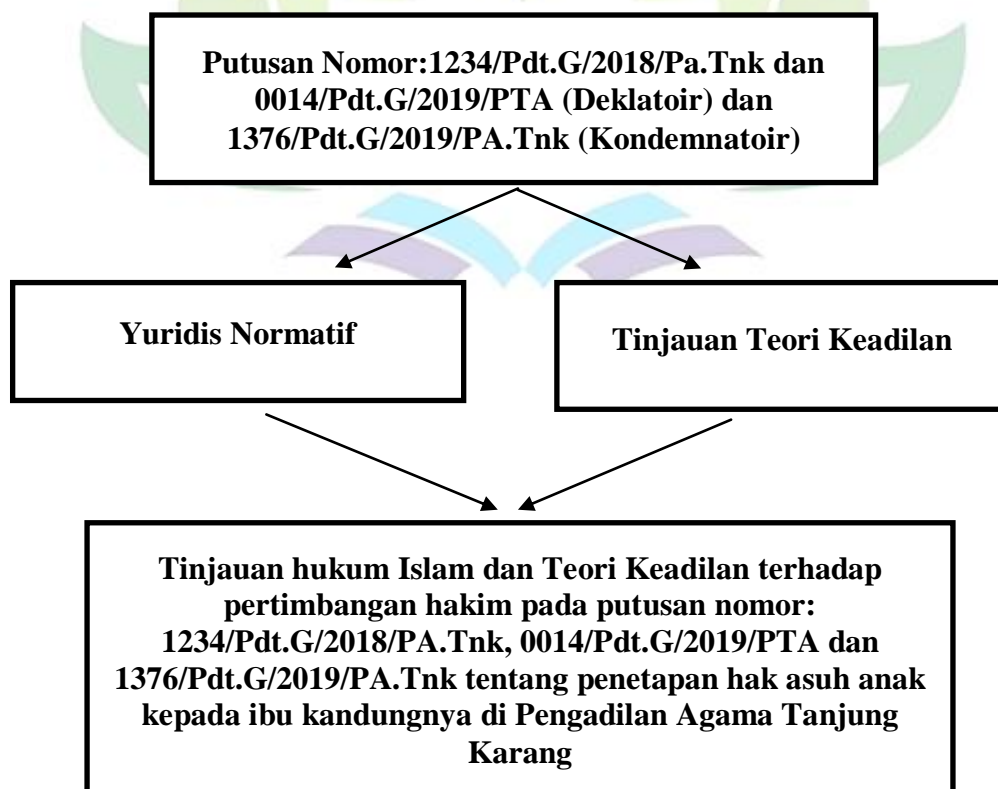 Putusan Nomor:1234/Pdt.G/2018/Pa.Tnk dan
0014/Pdt.G/2019/PTA (Deklatoir) dan
1376/Pdt.G/2019/PA.Tnk (Kondemnatoir)
Yuridis Normatif
Tinjauan Teori Keadilan
Tinjauan hukum Islam dan Teori Keadilan terhadap
pertimbangan hakim pada putusan nomor:
1234/Pdt.G/2018/PA.Tnk, 0014/Pdt.G/2019/PTA dan
1376/Pdt.G/2019/PA.Tnk tentang penetapan hak asuh anak
kepada ibu kandungnya di Pengadilan Agama Tanjung
Karang